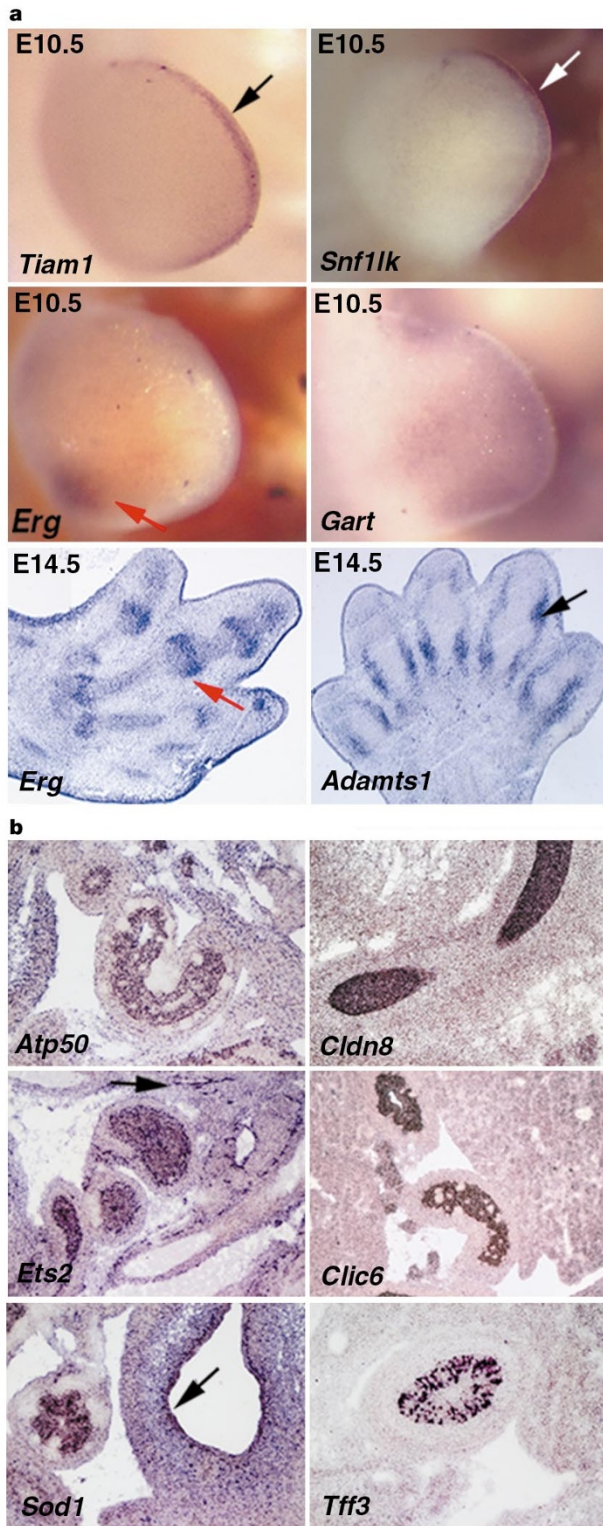 a
E10.5
E10.5
Tiam1
Snf1lk
E10.5
E10.5
Erg
Gart
E14.5
E14.5
Erg
Adamts1
b
Atp50
Cldn8
Ets2
Clic6
Sod1
Tff3